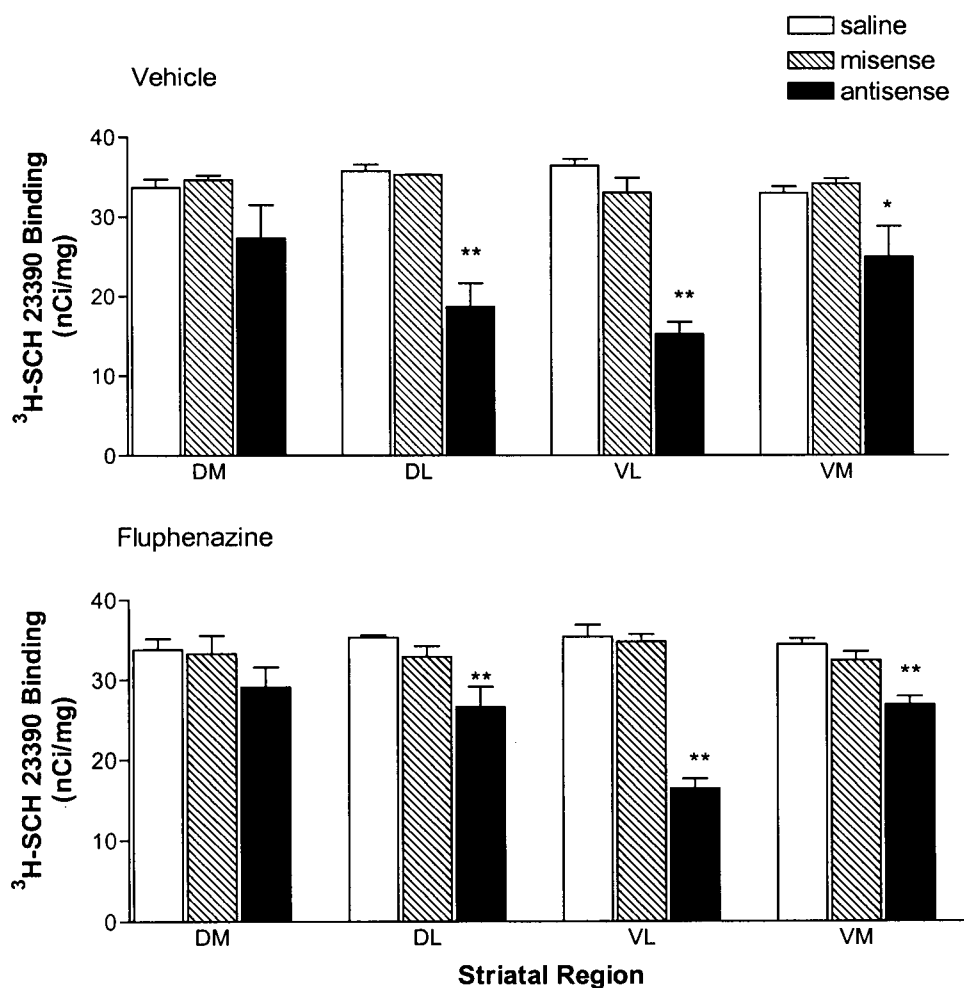 saline
misense
antisense
Vehicle
³H-SCH 23390 Binding
(nCi/mg)
40
30
20
10
0
**
**
*
DM
DL
VL
VM
Fluphenazine
³H-SCH 23390 Binding
(nCi/mg)
40
30
20
10
0
**
**
**
DM
DL
VL
VM
Striatal Region